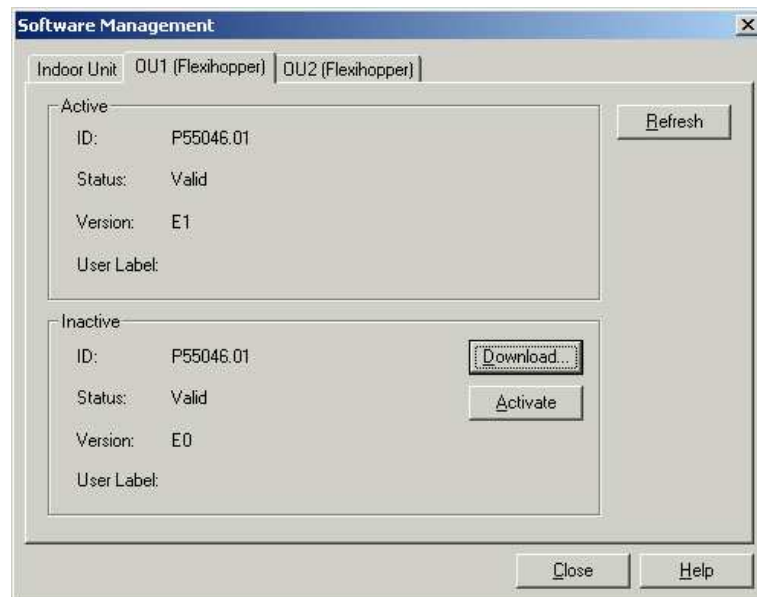 Software Management
Indoor Unit OU1 (Flexihopper) OU2 (Flexihopper)
Active
ID: P55046.01
Status: Valid
Version: E1
User Label:
Refresh
Inactive
ID: P55046.01
Status: Valid
Version: E0
User Label:
Download...
Activate
Close Help